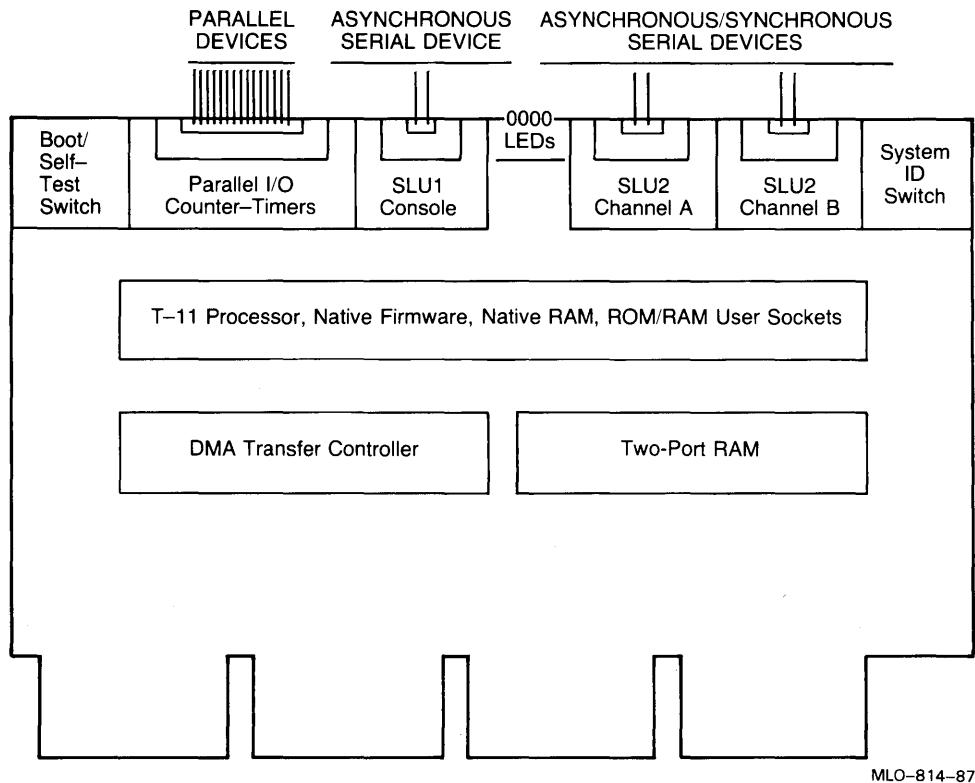 PARALLEL
DEVICES
ASYNCHRONOUS
SERIAL DEVICE
ASYNCHRONOUS/SYNCHRONOUS
SERIAL DEVICES
Boot/
Self–
Test
Switch
Parallel I/O
Counter–Timers
SLU1
Console
0000
LEDs
SLU2
Channel A
SLU2
Channel B
System
ID
Switch
T–11 Processor, Native Firmware, Native RAM, ROM/RAM User Sockets
DMA Transfer Controller
Two-Port RAM
MLO–814–87